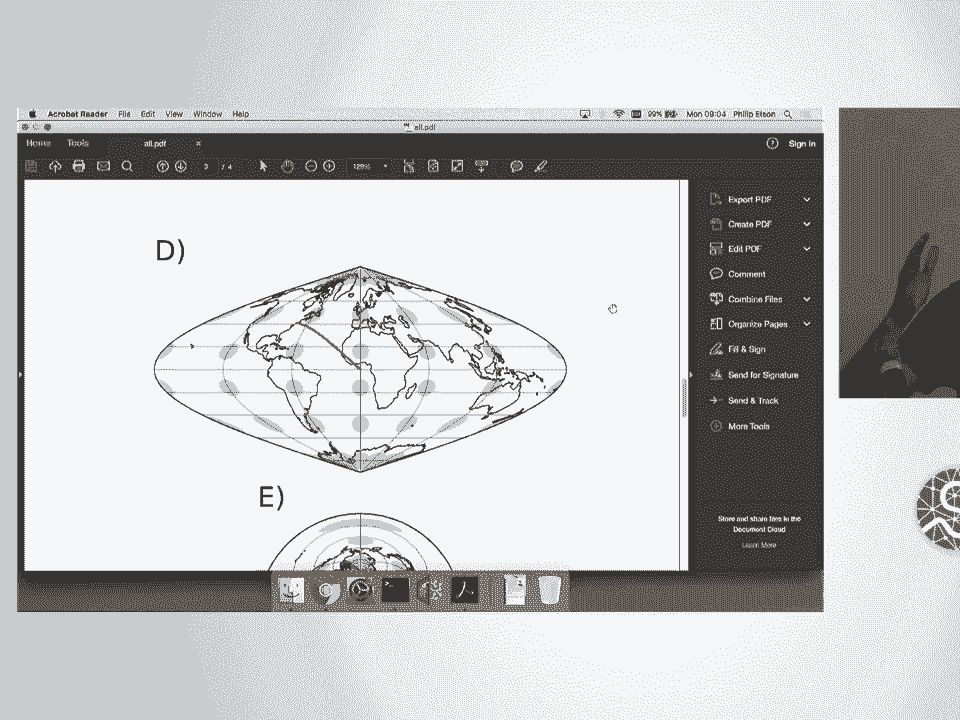 Acrobat Reader File Edit View Window Help 99% Mon 09:04 Philip Elson
all.pdf
Home Tools all.pdf × ? Sign In
3 / 4 129%
D)
E)
Export PDF
Create PDF
Edit PDF
Comment
Combine Files
Organize Pages
Fill & Sign
Send for Signature
Send & Track
More Tools
Store and share files in the
Document Cloud
Learn More
S